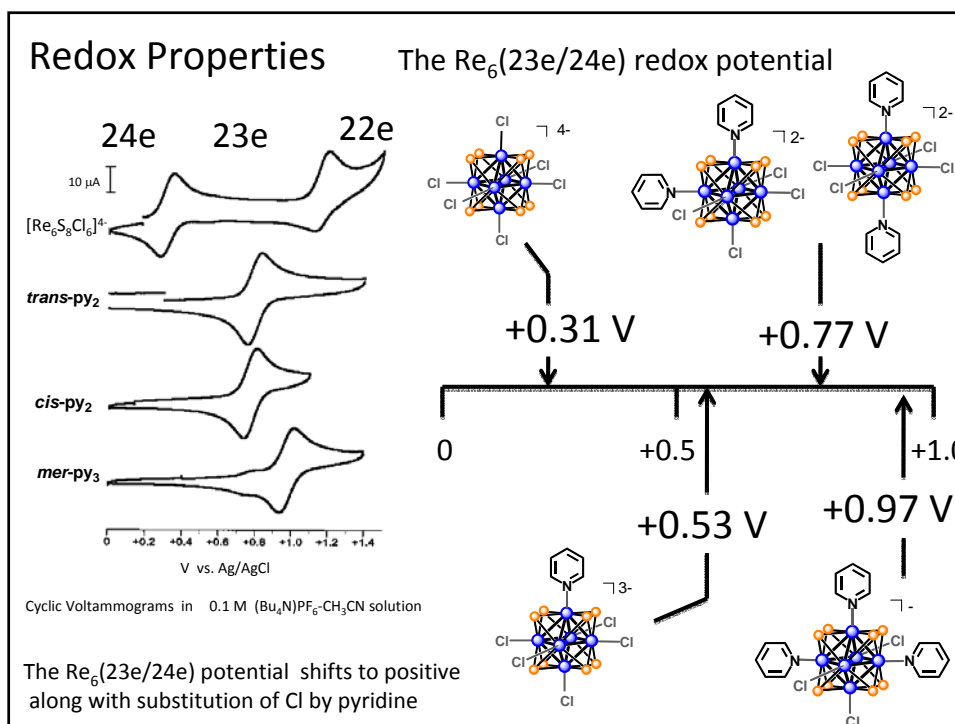 Redox Properties
The Re₆(23e/24e) redox potential
24e 23e 22e
10 µA
[Re₆S₈Cl₆]⁴⁻
trans-py₂
cis-py₂
mer-py₃
0 +0.2 +0.4 +0.6 +0.8 +1.0 +1.2 +1.4
V vs. Ag/AgCl
Cyclic Voltammograms in 0.1 M (Bu₄N)PF₆-CH₃CN solution
The Re₆(23e/24e) potential shifts to positive
along with substitution of Cl by pyridine
4-
Cl
Cl
Cl
Cl
Cl
Cl
2-
N
N
Cl
Cl
Cl
Cl
2-
N
Cl
Cl
Cl
Cl
N
+0.31 V
+0.77 V
0 +0.5 +1.0
+0.53 V
+0.97 V
3-
N
Cl
Cl
Cl
Cl
Cl
-
N
N
Cl
N
Cl
Cl